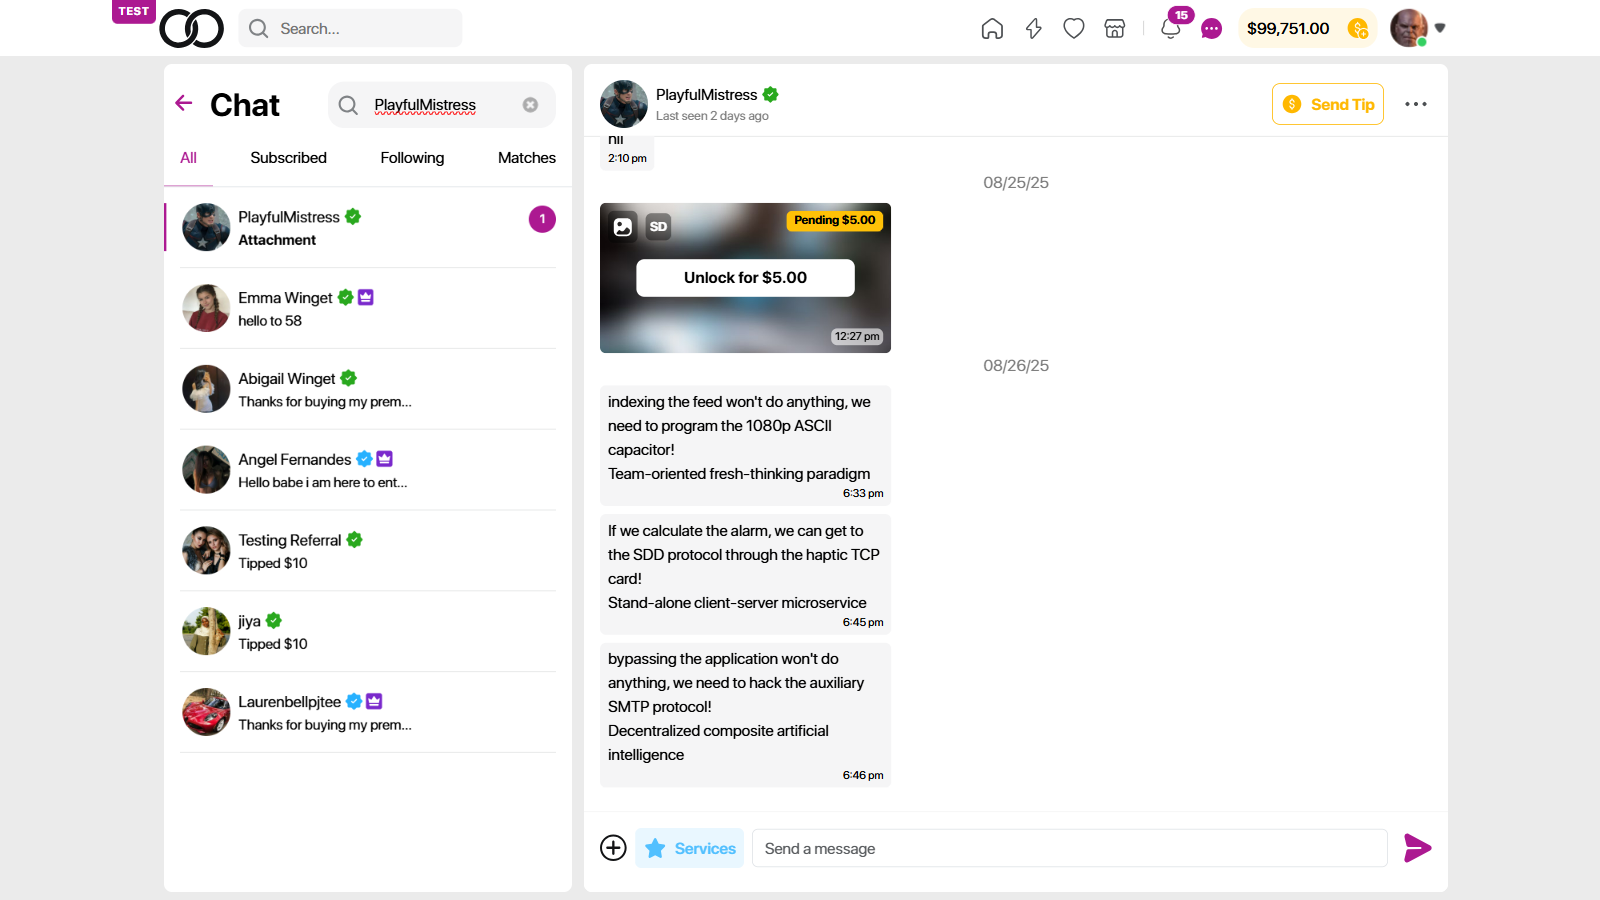 TEST
Search...
15
$99,751.00
Chat
PlayfulMistress
All
Subscribed
Following
Matches
PlayfulMistress
Attachment
1
Emma Winget
hello to 58
Abigail Winget
Thanks for buying my prem...
Angel Fernandes
Hello babe i am here to ent...
Testing Referral
Tipped $10
jiya
Tipped $10
Laurenbellpjtee
Thanks for buying my prem...
PlayfulMistress
Last seen 2 days ago
Send Tip
2:10 pm
08/25/25
SD
Pending $5.00
Unlock for $5.00
12:27 pm
08/26/25
indexing the feed won't do anything, we
need to program the 1080p ASCII
capacitor!
Team-oriented fresh-thinking paradigm
6:33 pm
If we calculate the alarm, we can get to
the SDD protocol through the haptic TCP
card!
Stand-alone client-server microservice
6:45 pm
bypassing the application won't do
anything, we need to hack the auxiliary
SMTP protocol!
Decentralized composite artificial
intelligence
6:46 pm
Services
Send a message